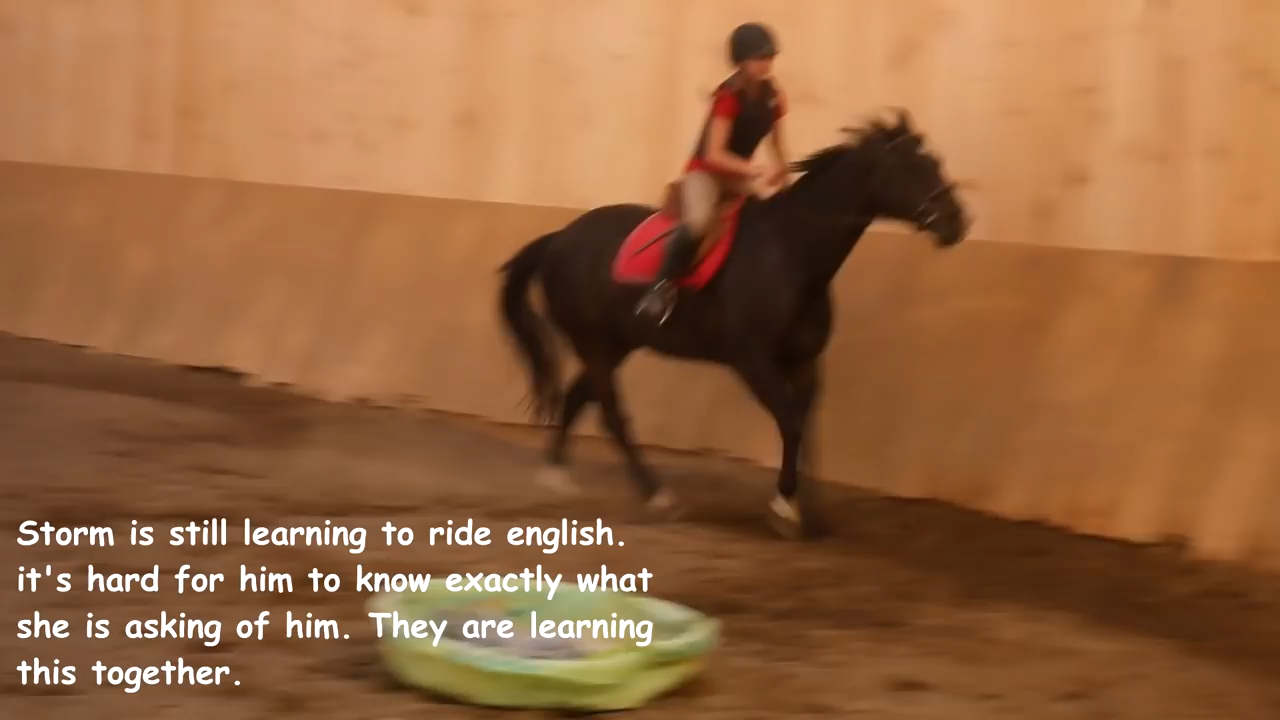 Storm is still learning to ride english.
it's hard for him to know exactly what
she is asking of him. They are learning
this together.